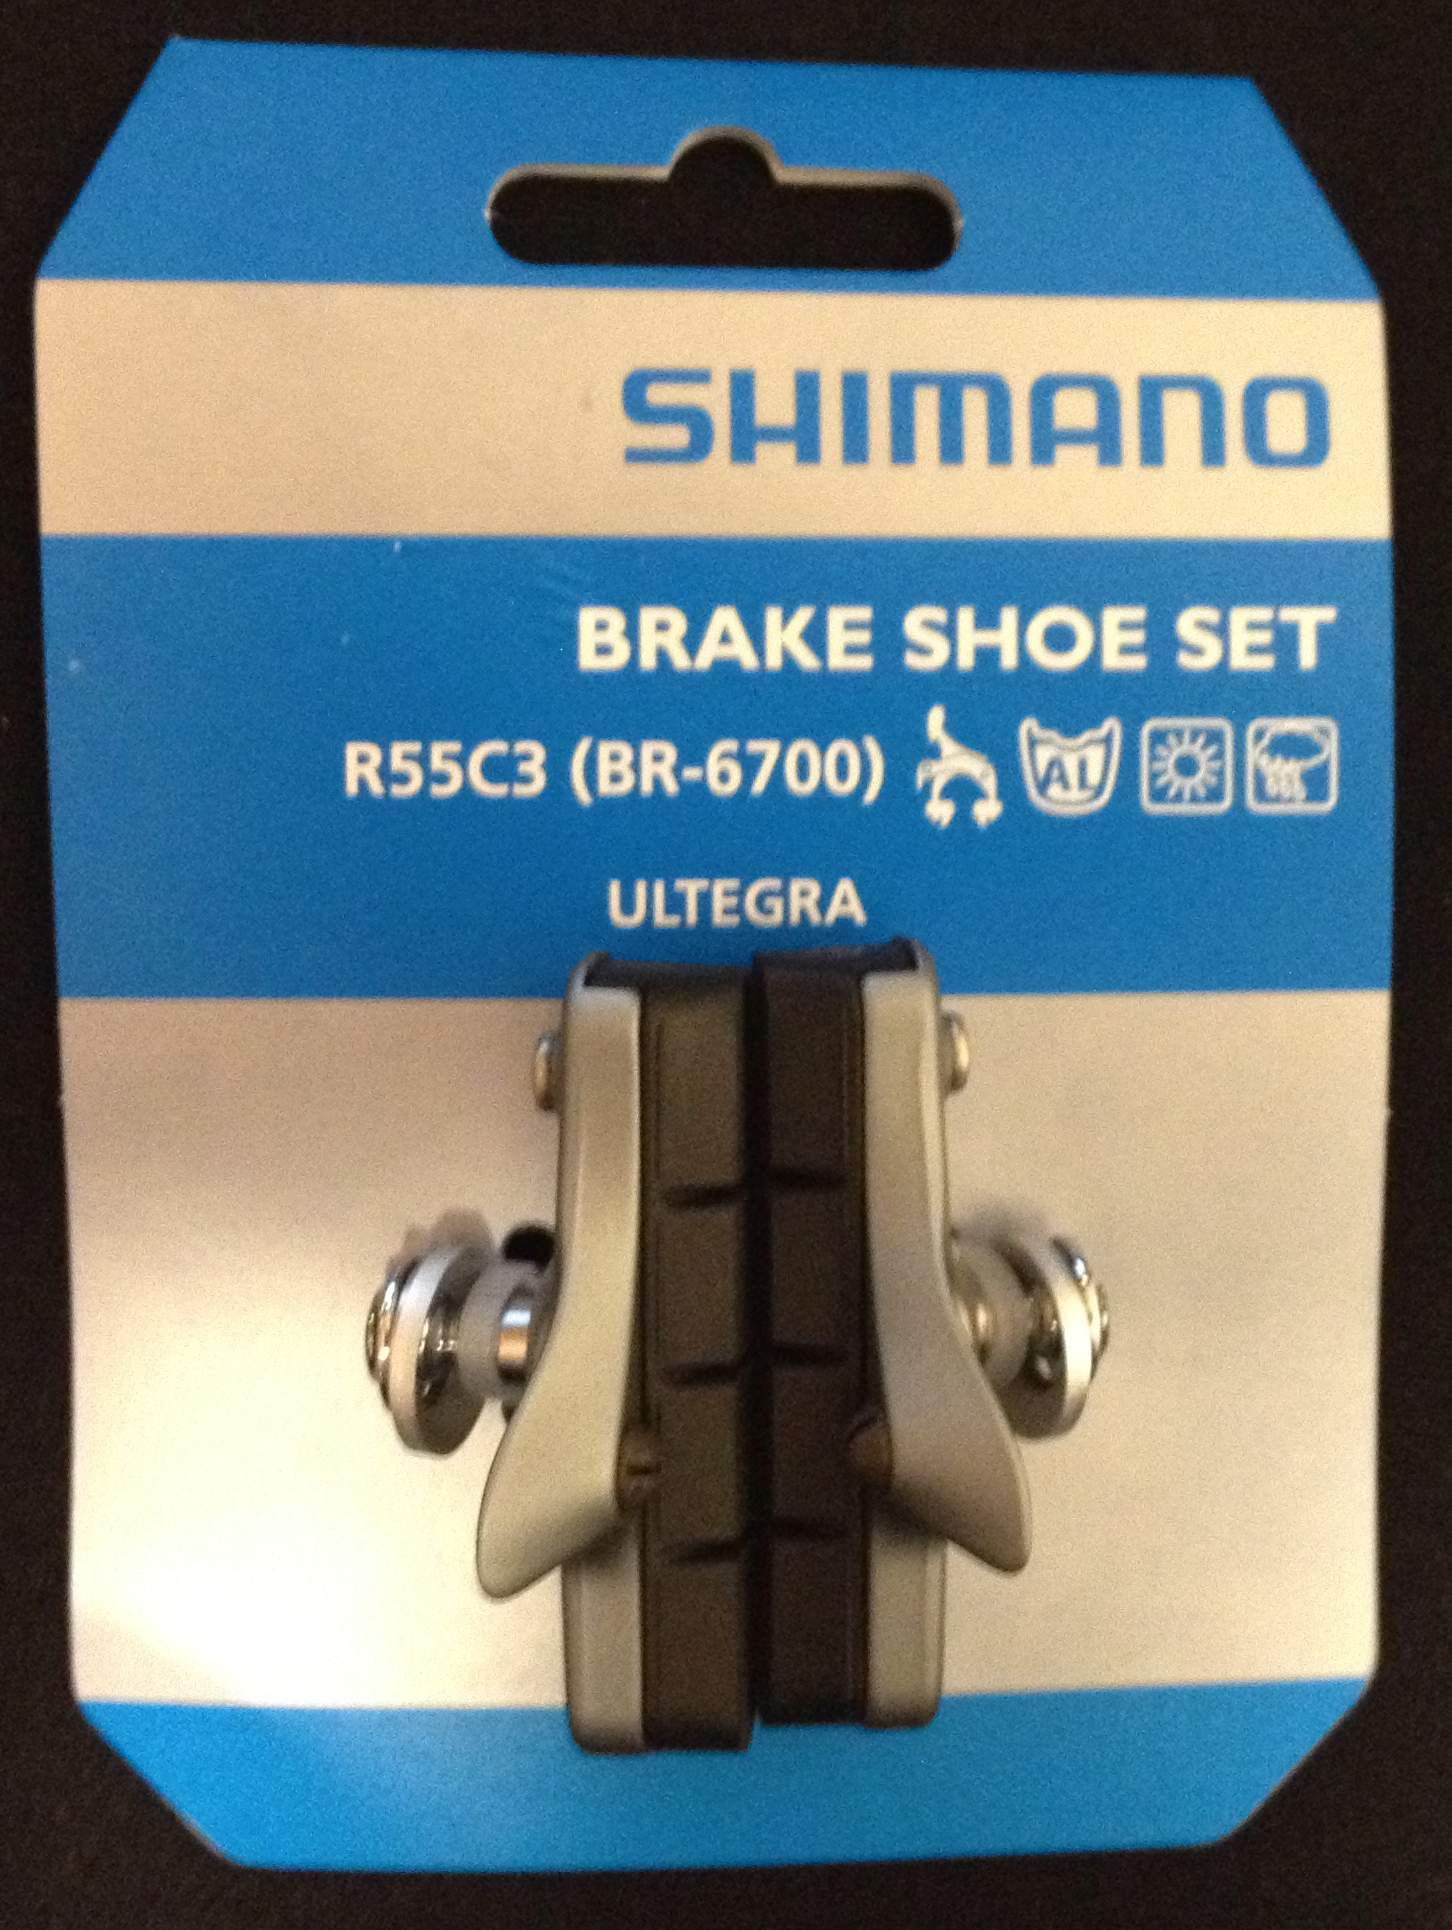 SHIMANO
BRAKE SHOE SET
R55C3 (BR-6700) AL
ULTEGRA